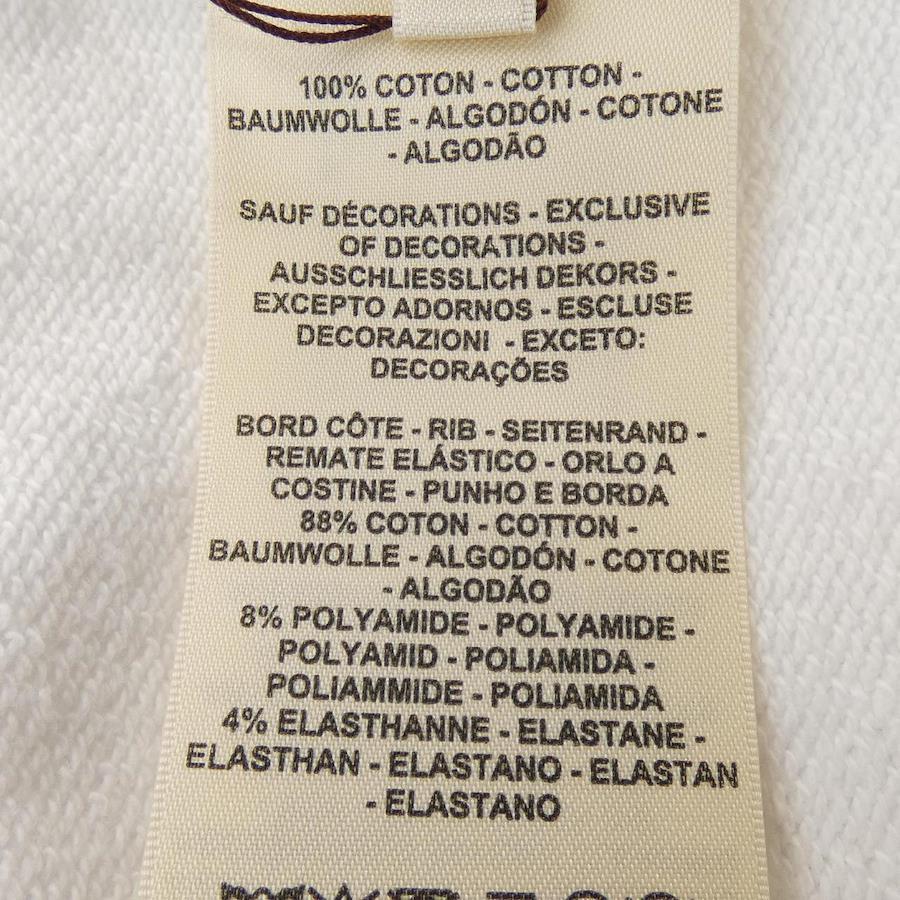 100% COTON - COTTON -
BAUMWOLLE - ALGODÓN - COTONE
- ALGODÃO
SAUF DÉCORATIONS - EXCLUSIVE
OF DECORATIONS -
AUSSCHLIESSLICH DEKORS -
EXCEPTO ADORNOS - ESCLUSE
DECORAZIONI - EXCETO:
DECORAÇÕES
BORD CÔTE - RIB - SEITENRAND -
REMATE ELÁSTICO - ORLO A
COSTINE - PUNHO E BORDA
88% COTON - COTTON -
BAUMWOLLE - ALGODÓN - COTONE
- ALGODÃO
8% POLYAMIDE - POLYAMIDE -
POLYAMID - POLIAMIDA -
POLIAMMIDE - POLIAMIDA
4% ELASTHANNE - ELASTANE -
ELASTHAN - ELASTANO - ELASTAN
- ELASTANO